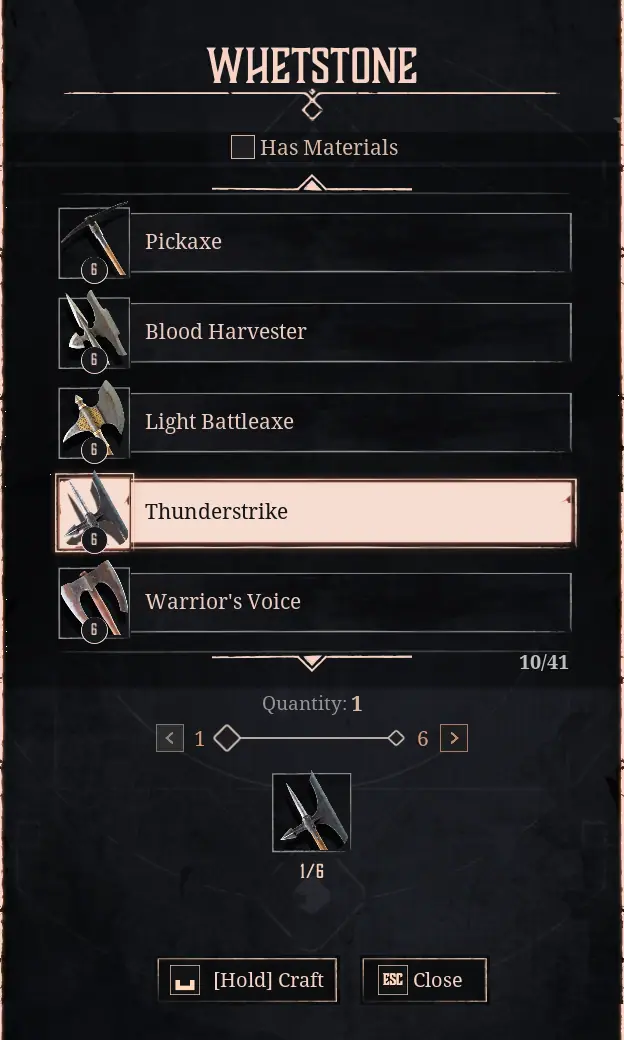 WHETSTONE
Has Materials
Pickaxe
6
Blood Harvester
6
Light Battleaxe
6
Thunderstrike
6
Warrior's Voice
6
10/41
Quantity: 1
< 1 6 >
1/6
[Hold] Craft
ESC Close